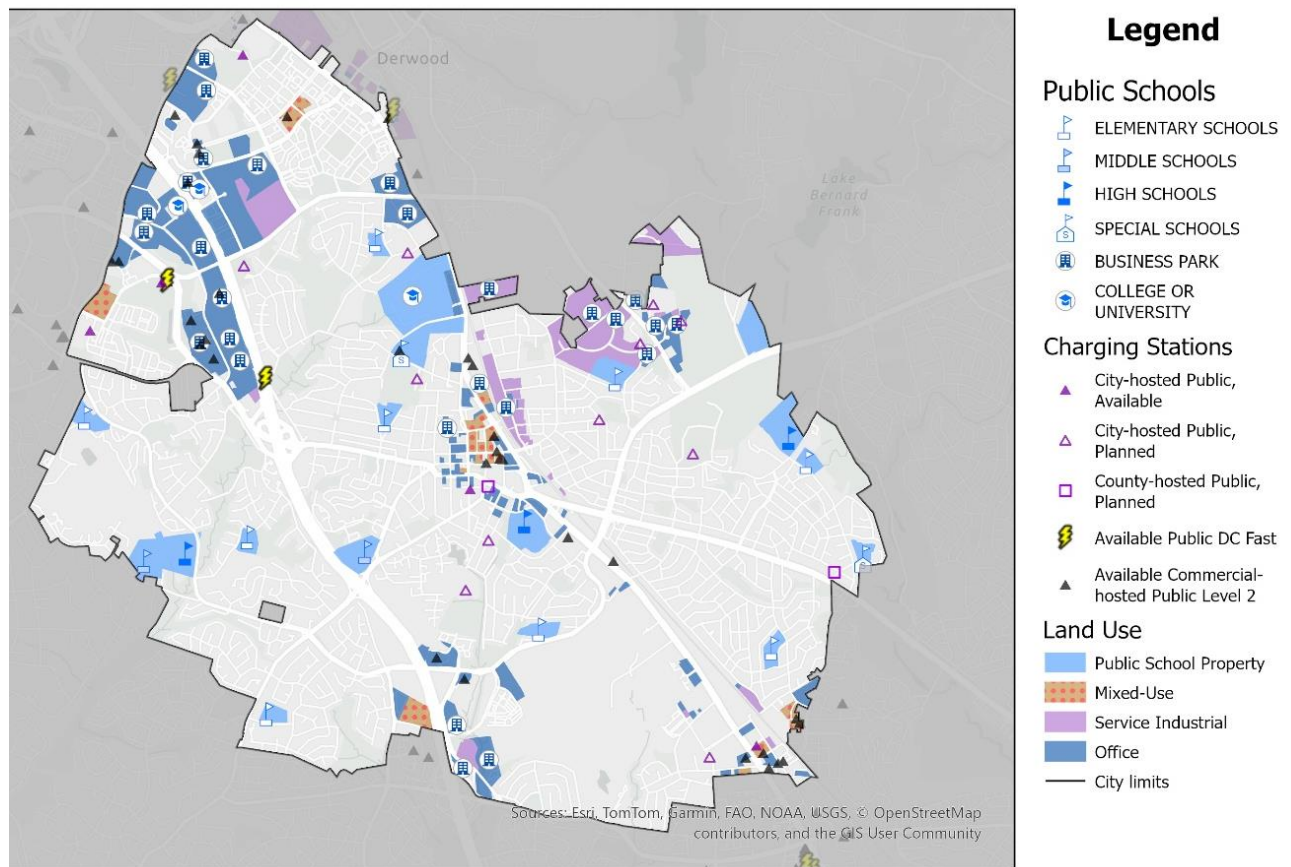 Derwood
Lake
Bernard
Frank
Sources: Esri, TomTom, Garmin, FAO, NOAA, USGS, © OpenStreetMap
contributors, and the GIS User Community
Legend
Public Schools
ELEMENTARY SCHOOLS
MIDDLE SCHOOLS
HIGH SCHOOLS
S
SPECIAL SCHOOLS
BUSINESS PARK
COLLEGE OR
UNIVERSITY
Charging Stations
City-hosted Public,
Available
City-hosted Public,
Planned
County-hosted Public,
Planned
Available Public DC Fast
Available Commercial-
hosted Public Level 2
Land Use
Public School Property
Mixed-Use
Service Industrial
Office
City limits